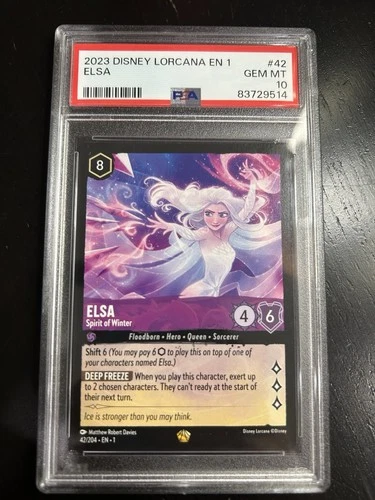 2023 DISNEY LORCANA EN 1 #42
ELSA GEM MT
10
PSA 83729514
8
ELSA
Spirit of Winter
4 6
Floodborn • Hero • Queen • Sorcerer
Shift 6 (You may pay 6 to play this on top of one of
your characters named Elsa.)
DEEP FREEZE When you play this character, exert up
to 2 chosen characters. They can't ready at the start of
their next turn.
Ice is stronger than you may think.
Matthew Robert Davies
42/204 • EN • 1
Disney Lorcana ©Disney